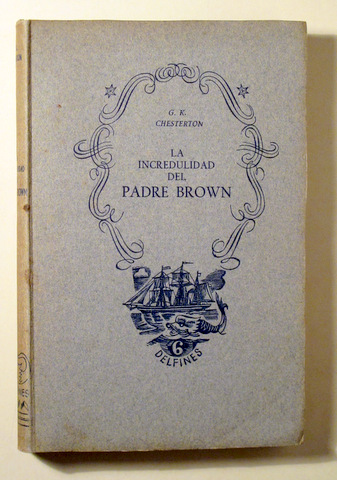 G. K.
CHESTERTON
LA
INCREDULIDAD
DEL
PADRE BROWN
6
DELFINES